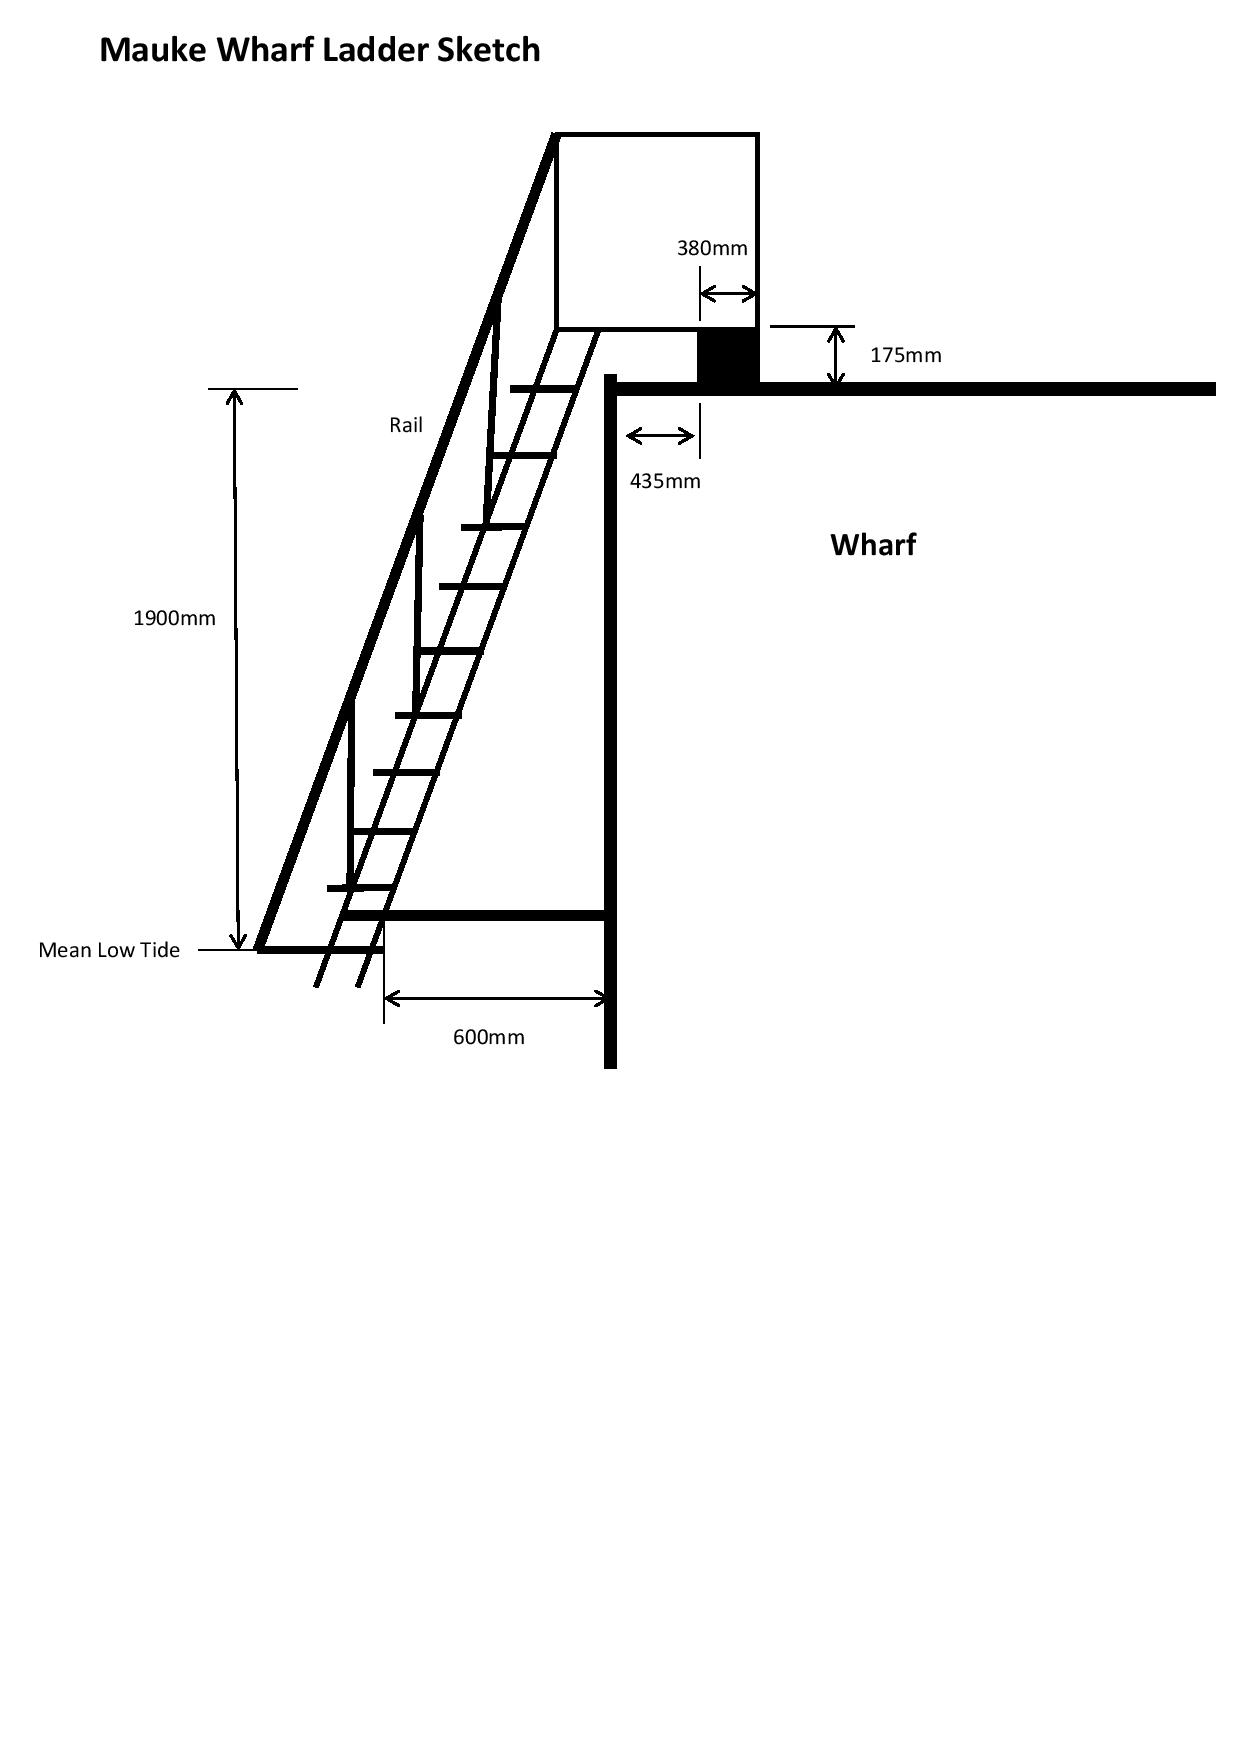 Mauke Wharf Ladder Sketch
380mm
175mm
Rail
435mm
Wharf
1900mm
Mean Low Tide
600mm